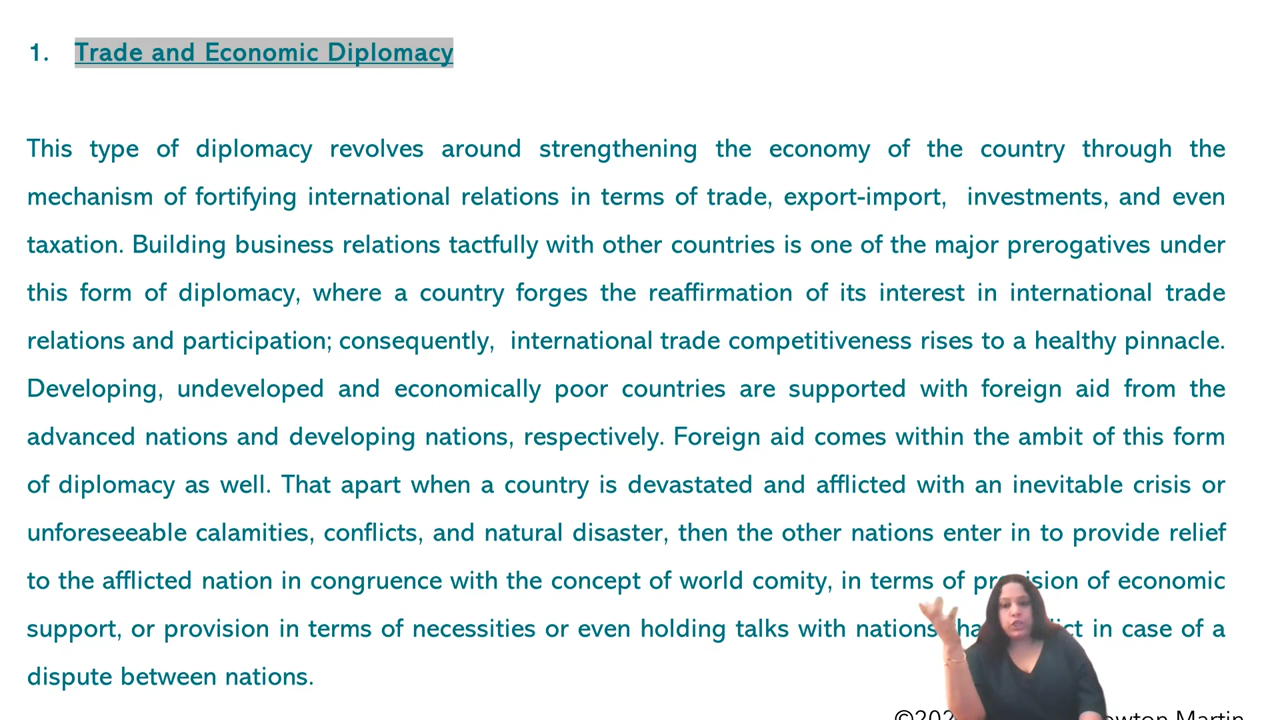 1. Trade and Economic Diplomacy
This type of diplomacy revolves around strengthening the economy of the country through the
mechanism of fortifying international relations in terms of trade, export-import, investments, and even
taxation. Building business relations tactfully with other countries is one of the major prerogatives under
this form of diplomacy, where a country forges the reaffirmation of its interest in international trade
relations and participation; consequently, international trade competitiveness rises to a healthy pinnacle.
Developing, undeveloped and economically poor countries are supported with foreign aid from the
advanced nations and developing nations, respectively. Foreign aid comes within the ambit of this form
of diplomacy as well. That apart when a country is devastated and afflicted with an inevitable crisis or
unforeseeable calamities, conflicts, and natural disaster, then the other nations enter in to provide relief
to the afflicted nation in congruence with the concept of world comity, in terms of of economic
support, or provision in terms of necessities or even holding talks with nations in case of a
dispute between nations.
Martin